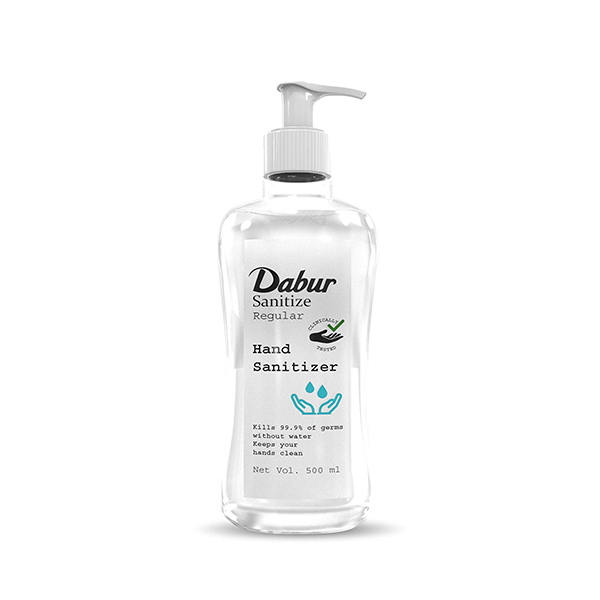 Dabur
Sanitize
Regular
CLINICALLY
TESTED
Hand
Sanitizer
Kills 99.9% of germs
without water
Keeps your
hands clean
Net Vol. 500 ml